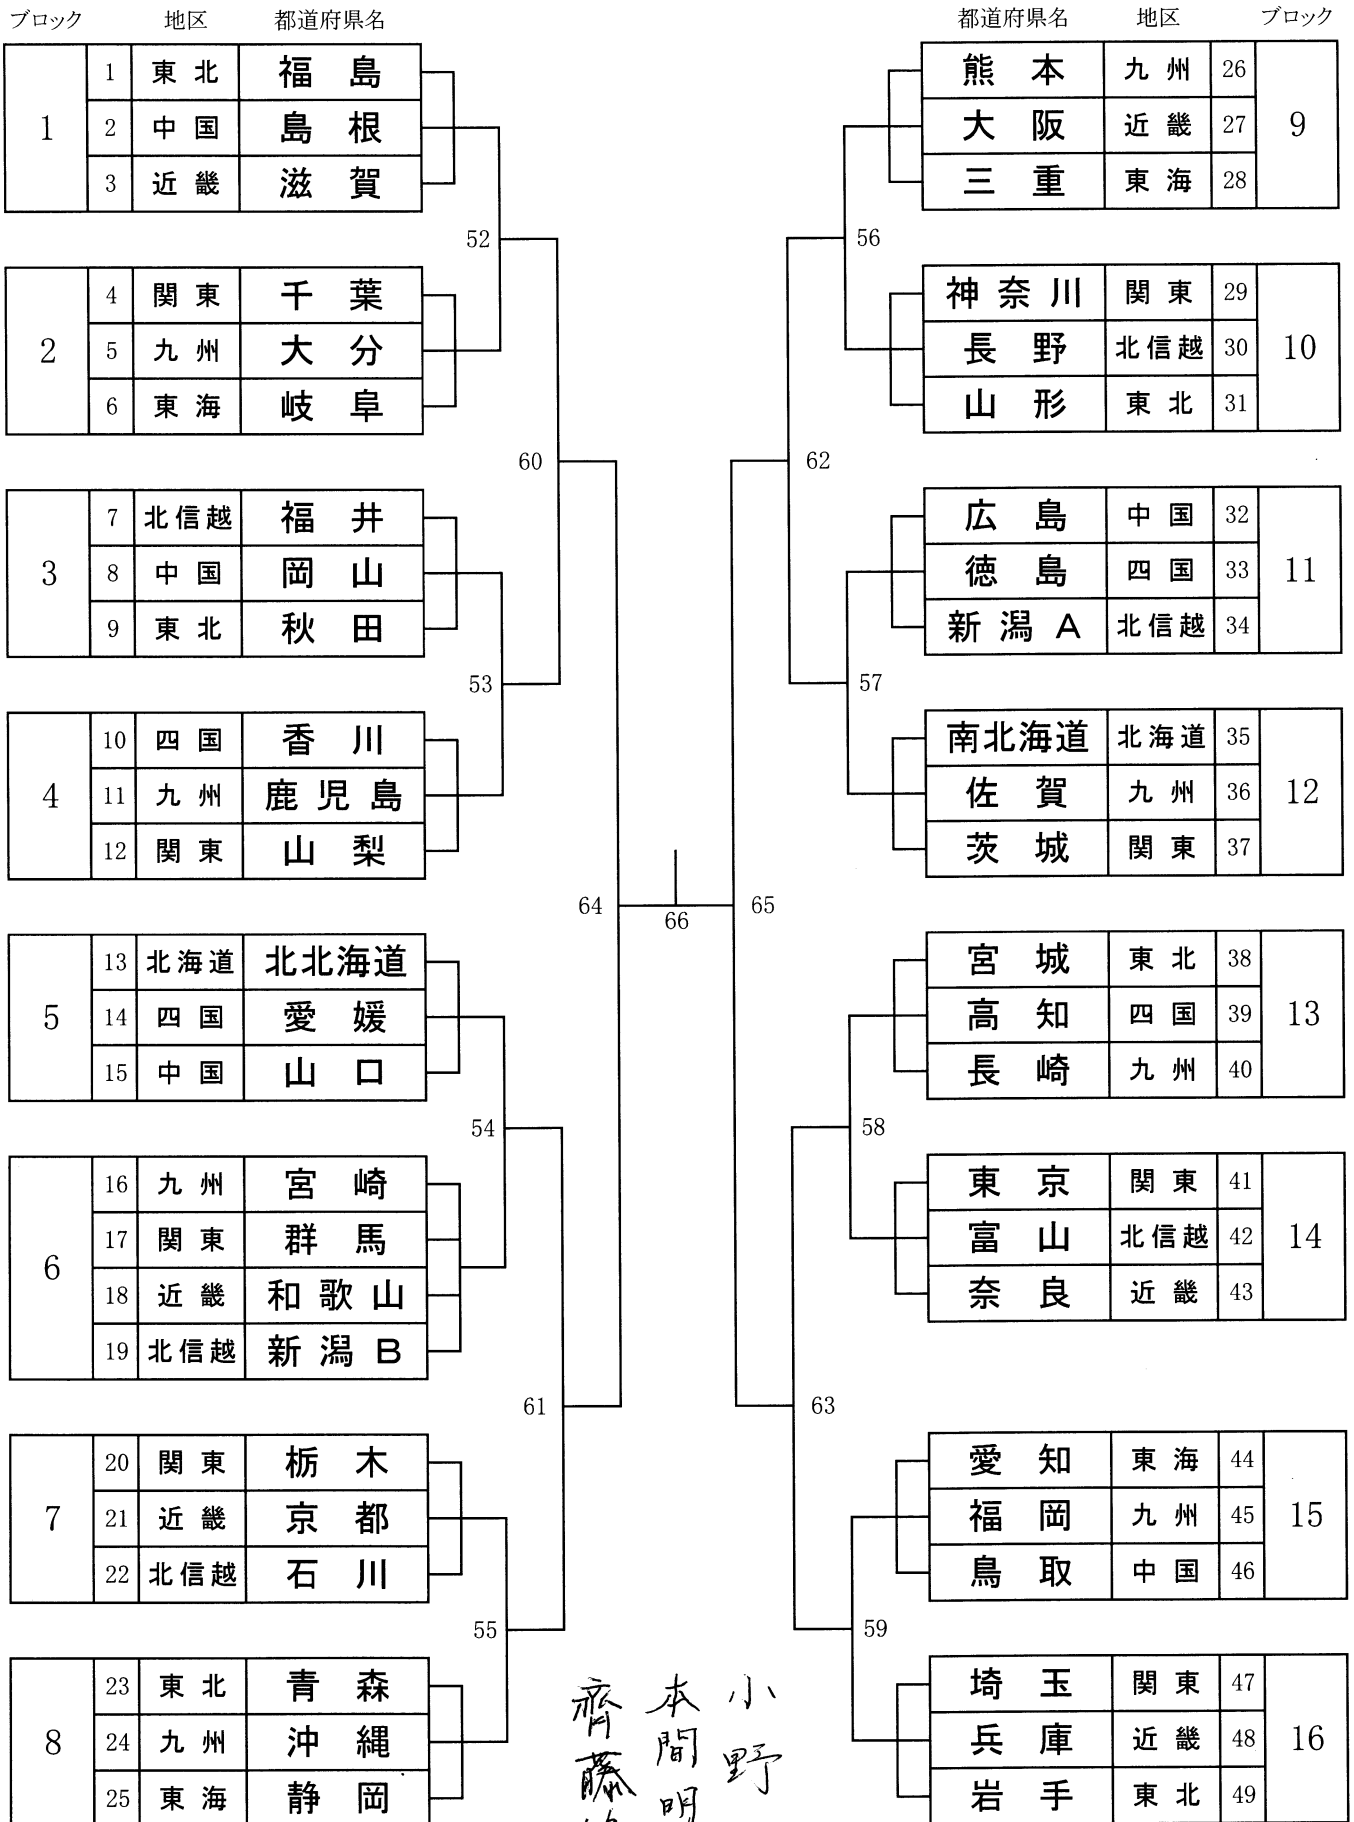 ブロック 地区 都道府県名
1
1 東北 福島
2 中国 島根
3 近畿 滋賀
52
2
4 関東 千葉
5 九州 大分
6 東海 岐阜
60
3
7 北信越 福井
8 中国 岡山
9 東北 秋田
53
4
10 四国 香川
11 九州 鹿児島
12 関東 山梨
64
5
13 北海道 北北海道
14 四国 愛媛
15 中国 山口
54
6
16 九州 宮崎
17 関東 群馬
18 近畿 和歌山
19 北信越 新潟B
61
7
20 関東 栃木
21 近畿 京都
22 北信越 石川
55
8
23 東北 青森
24 九州 沖縄
25 東海 静岡
66
都道府県名 地区 ブロック
熊本 九州 26
大阪 近畿 27
三重 東海 28
9
56
神奈川 関東 29
長野 北信越 30
山形 東北 31
10
62
広島 中国 32
徳島 四国 33
新潟A 北信越 34
11
57
南北海道 北海道 35
佐賀 九州 36
茨城 関東 37
12
65
宮城 東北 38
高知 四国 39
長崎 九州 40
13
58
東京 関東 41
富山 北信越 42
奈良 近畿 43
14
63
愛知 東海 44
福岡 九州 45
鳥取 中国 46
15
59
埼玉 関東 47
兵庫 近畿 48
岩手 東北 49
16
小野
本間明
齊藤